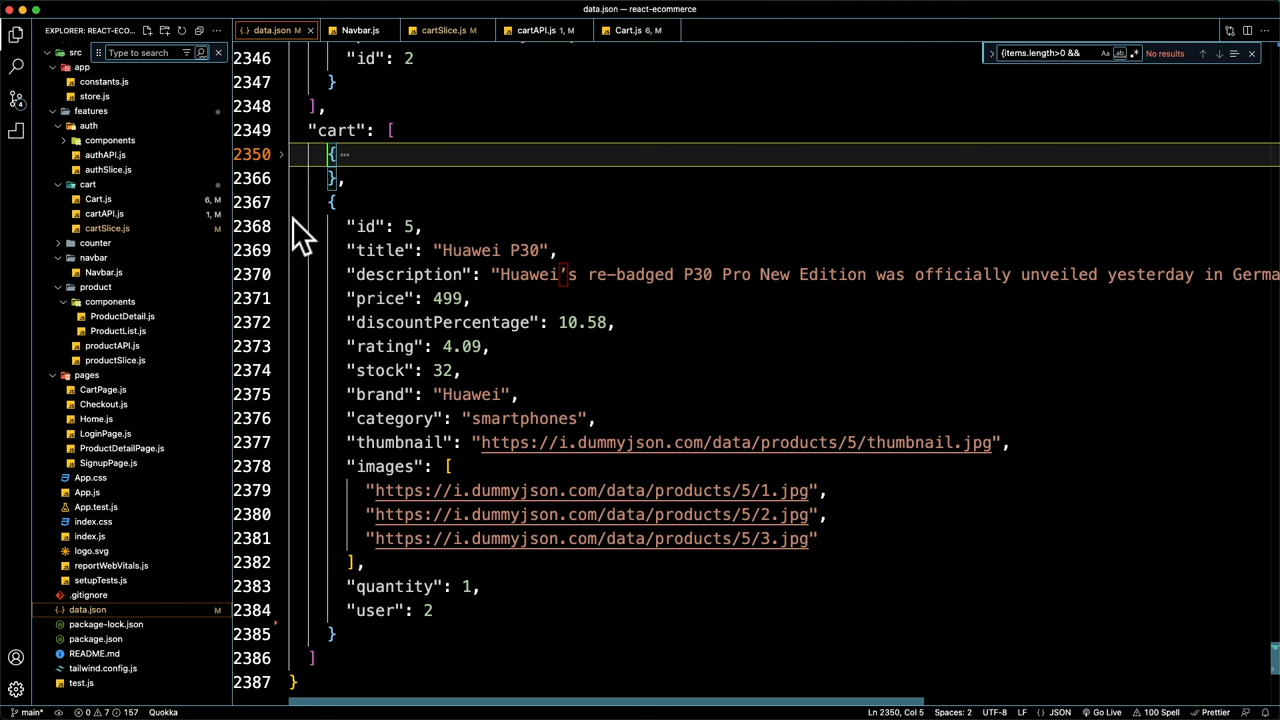 data.json — react-ecommerce
EXPLORER: REACT-ECO...
data.json M
Navbar.js
cartSlice.js M
cartAPI.js 1, M
Cart.js 6, M
src
Type to search
{items.length>0 &&
Aa
ab
No results
app
constants.js
store.js
features
auth
components
authAPI.js
authSlice.js
cart
Cart.js 6, M
cartAPI.js 1, M
cartSlice.js M
counter
navbar
Navbar.js
product
components
ProductDetail.js
ProductList.js
productAPI.js
productSlice.js
pages
CartPage.js
Checkout.js
Home.js
LoginPage.js
ProductDetailPage.js
SignupPage.js
App.css
App.js
App.test.js
index.css
index.js
logo.svg
reportWebVitals.js
setupTests.js
.gitignore
data.json M
package-lock.json
package.json
README.md
tailwind.config.js
test.js
2346 "id": 2
2347 }
2348 ],
2349 "cart": [
2350 { ...
2366 },
2367 {
2368 "id": 5,
2369 "title": "Huawei P30",
2370 "description": "Huawei’s re-badged P30 Pro New Edition was officially unveiled yesterday in Germa
2371 "price": 499,
2372 "discountPercentage": 10.58,
2373 "rating": 4.09,
2374 "stock": 32,
2375 "brand": "Huawei",
2376 "category": "smartphones",
2377 "thumbnail": "https://i.dummyjson.com/data/products/5/thumbnail.jpg",
2378 "images": [
2379 "https://i.dummyjson.com/data/products/5/1.jpg",
2380 "https://i.dummyjson.com/data/products/5/2.jpg",
2381 "https://i.dummyjson.com/data/products/5/3.jpg"
2382 ],
2383 "quantity": 1,
2384 "user": 2
2385 }
2386 ]
2387 }
main* 0 7 157 Quokka Ln 2350, Col 5 Spaces: 2 UTF-8 LF {} JSON Go Live 100 Spell Prettier